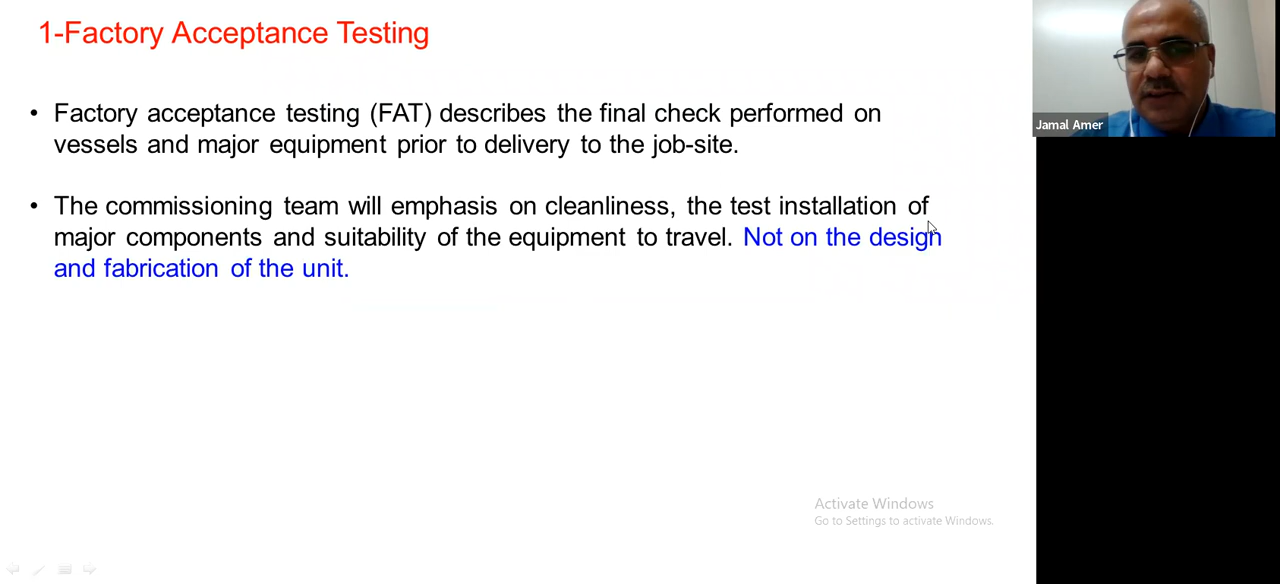 1-Factory Acceptance Testing
• Factory acceptance testing (FAT) describes the final check performed on
vessels and major equipment prior to delivery to the job-site.
• The commissioning team will emphasis on cleanliness, the test installation of
major components and suitability of the equipment to travel. Not on the design
and fabrication of the unit.
Jamal Amer
Activate Windows
Go to Settings to activate Windows.